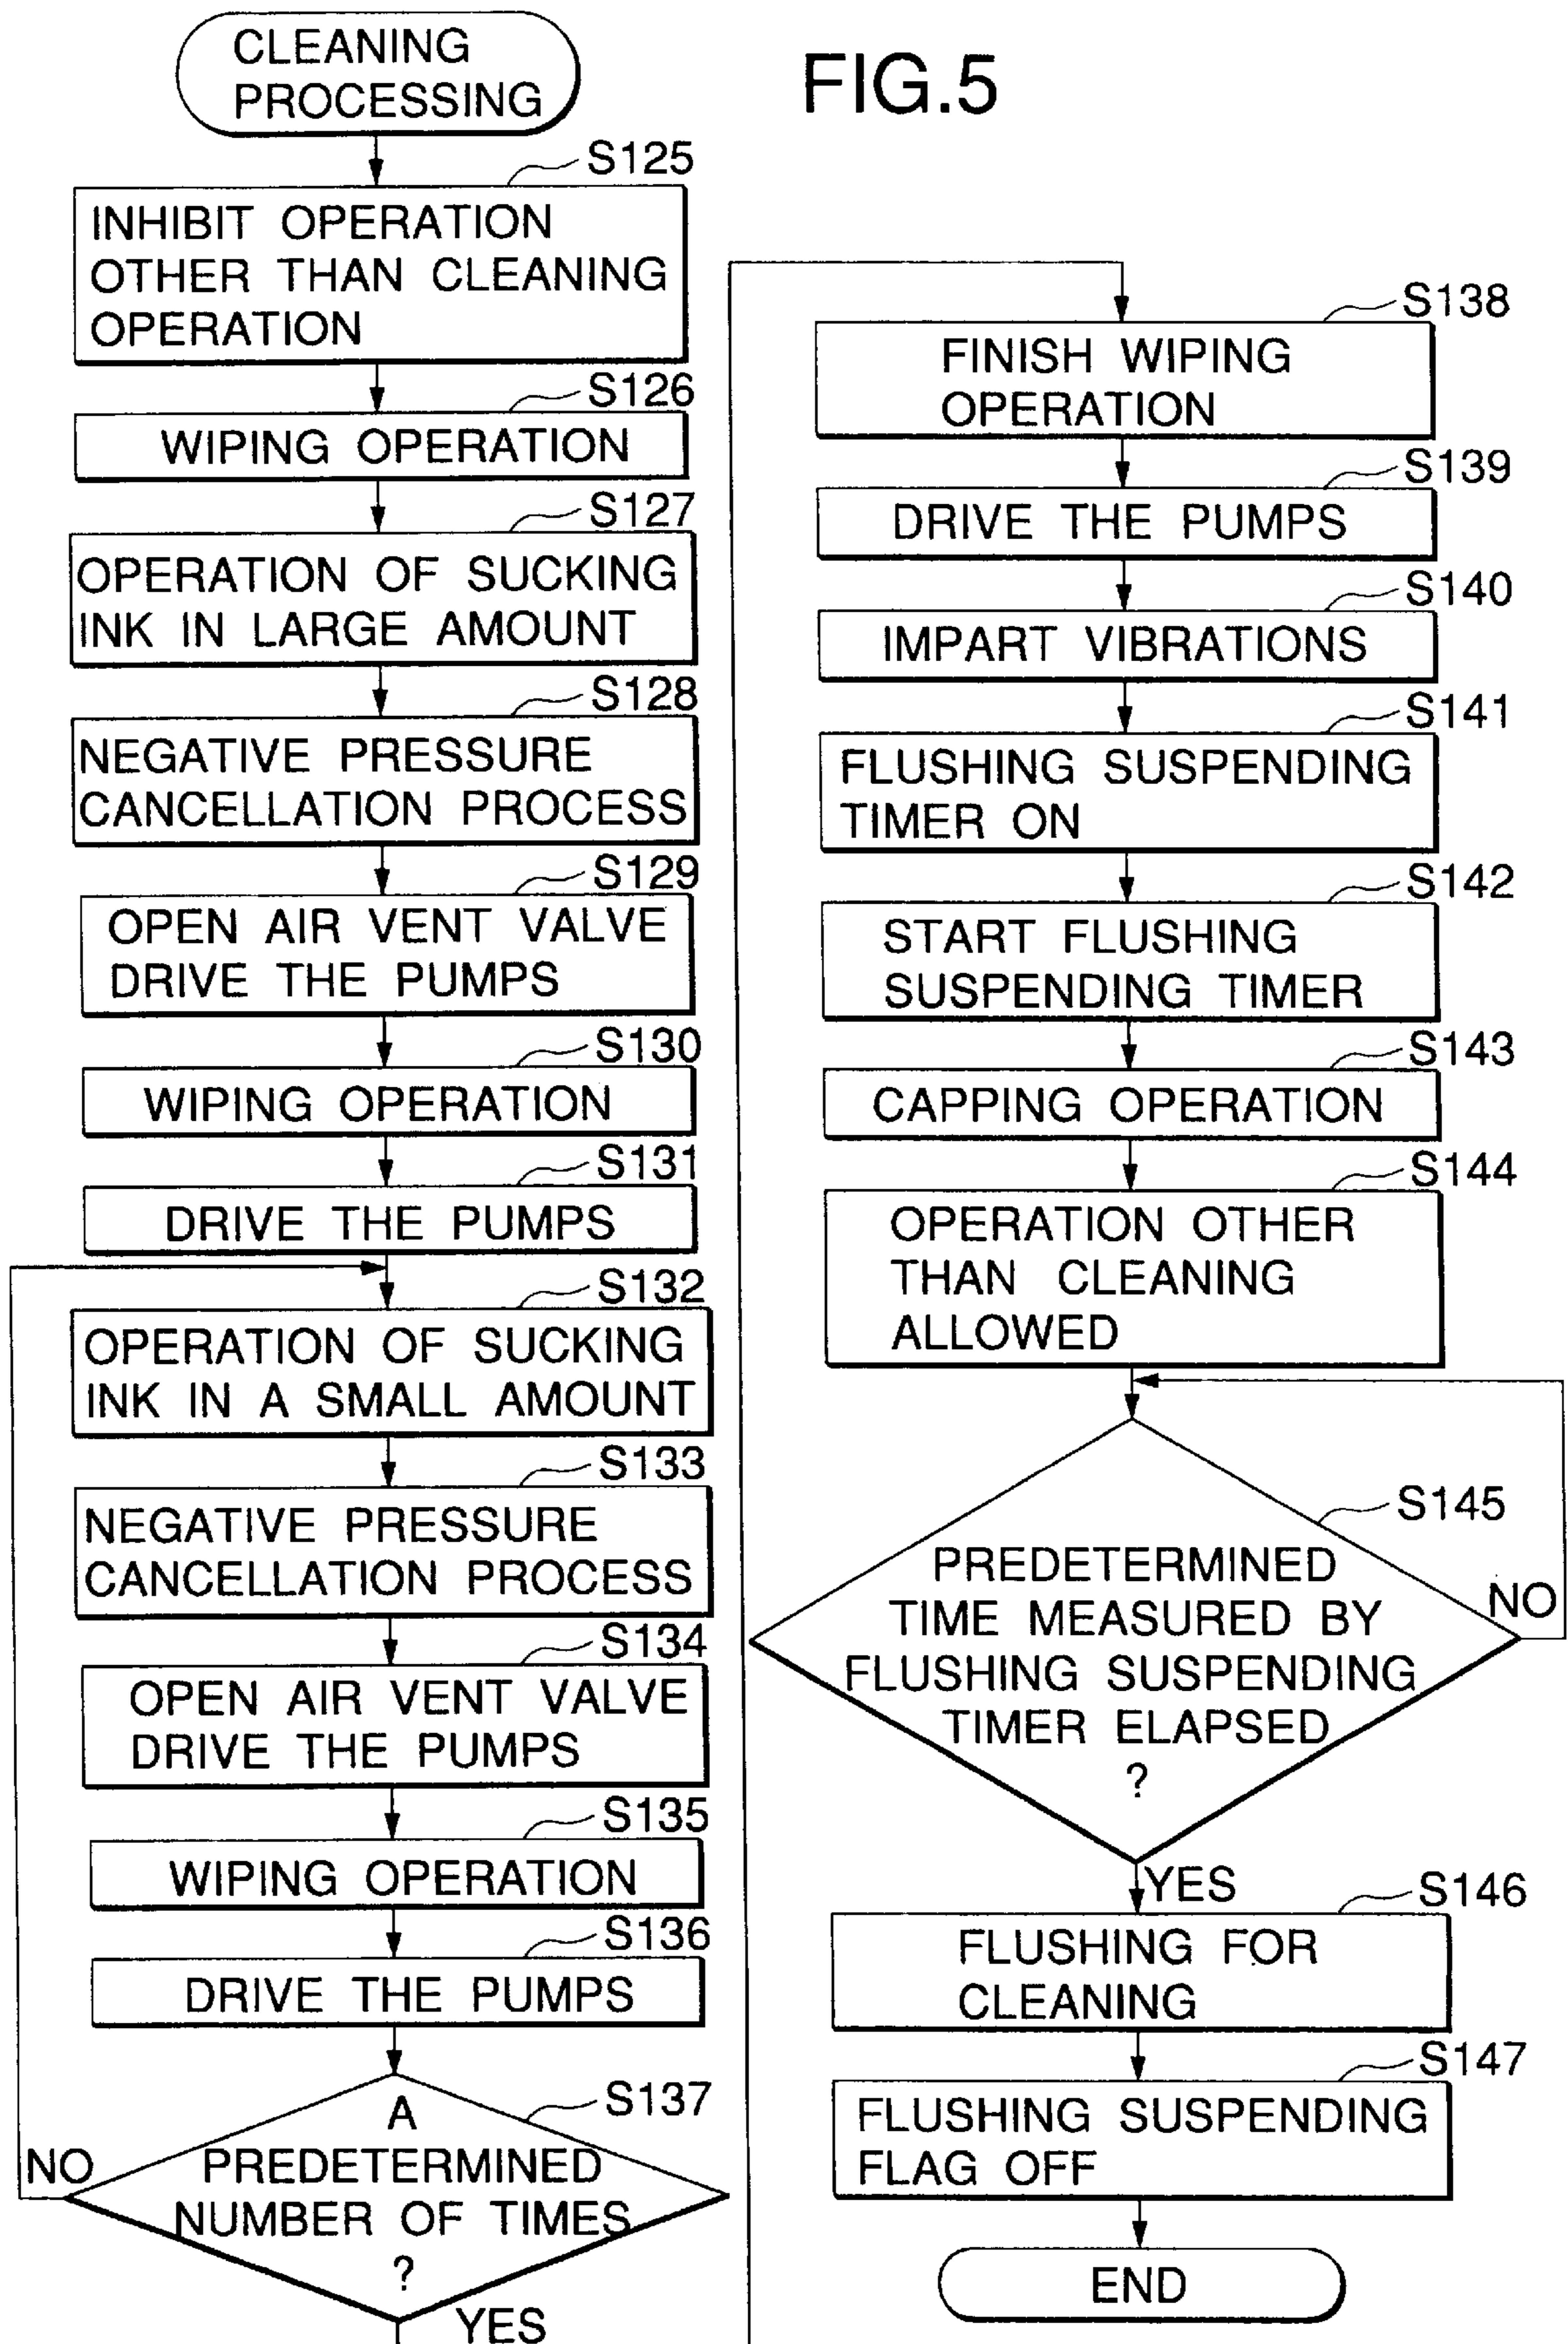 FIG.5
CLEANING
PROCESSING
S125
INHIBIT OPERATION
OTHER THAN CLEANING
OPERATION
S126
WIPING OPERATION
S127
OPERATION OF SUCKING
INK IN LARGE AMOUNT
S128
NEGATIVE PRESSURE
CANCELLATION PROCESS
S129
OPEN AIR VENT VALVE
DRIVE THE PUMPS
S130
WIPING OPERATION
S131
DRIVE THE PUMPS
S132
OPERATION OF SUCKING
INK IN A SMALL AMOUNT
S133
NEGATIVE PRESSURE
CANCELLATION PROCESS
S134
OPEN AIR VENT VALVE
DRIVE THE PUMPS
S135
WIPING OPERATION
S136
DRIVE THE PUMPS
S137
A
PREDETERMINED
NUMBER OF TIMES
?
NO
YES
S138
FINISH WIPING
OPERATION
S139
DRIVE THE PUMPS
S140
IMPART VIBRATIONS
S141
FLUSHING SUSPENDING
TIMER ON
S142
START FLUSHING
SUSPENDING TIMER
S143
CAPPING OPERATION
S144
OPERATION OTHER
THAN CLEANING
ALLOWED
S145
PREDETERMINED
TIME MEASURED BY
FLUSHING SUSPENDING
TIMER ELAPSED
?
NO
YES
S146
FLUSHING FOR
CLEANING
S147
FLUSHING SUSPENDING
FLAG OFF
END